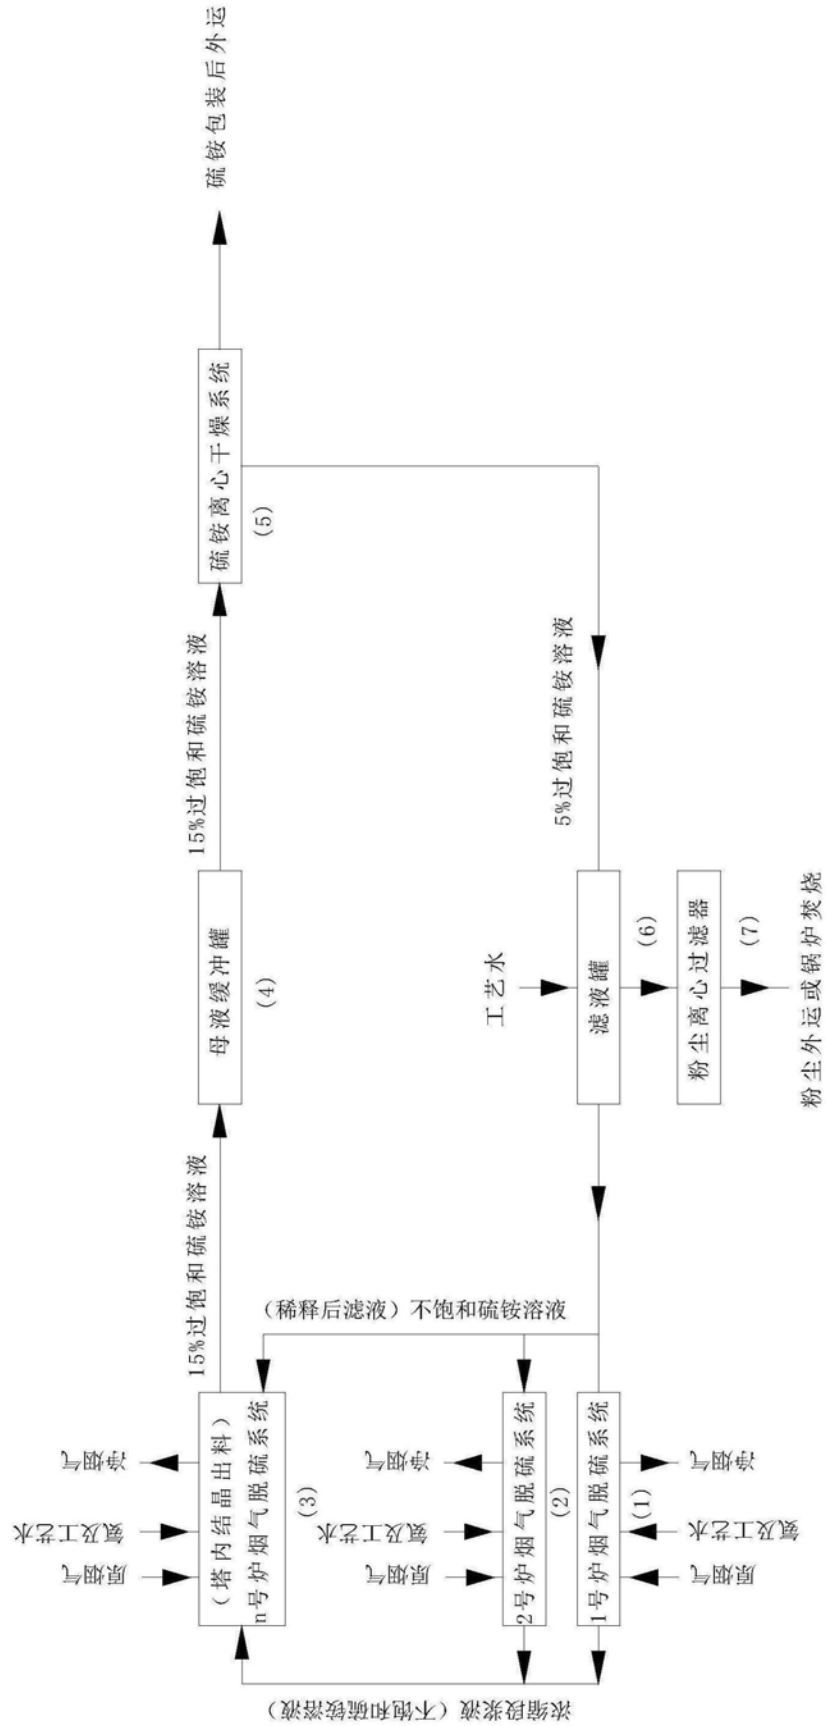 浓缩段浆液（不饱和硫铵溶液）
原烟气
氨及工艺水
净烟气
（塔内结晶出料）
n号炉烟气脱硫系统
(3)
原烟气
氨及工艺水
净烟气
2号炉烟气脱硫系统
(2)
1号炉烟气脱硫系统
(1)
原烟气
氨及工艺水
净烟气
（稀释后滤液）不饱和硫铵溶液
15%过饱和硫铵溶液
母液缓冲罐
(4)
15%过饱和硫铵溶液
硫铵离心干燥系统
(5)
硫铵包装后外运
5%过饱和硫铵溶液
工艺水
滤液罐
(6)
粉尘离心过滤器
(7)
粉尘外运或锅炉焚烧